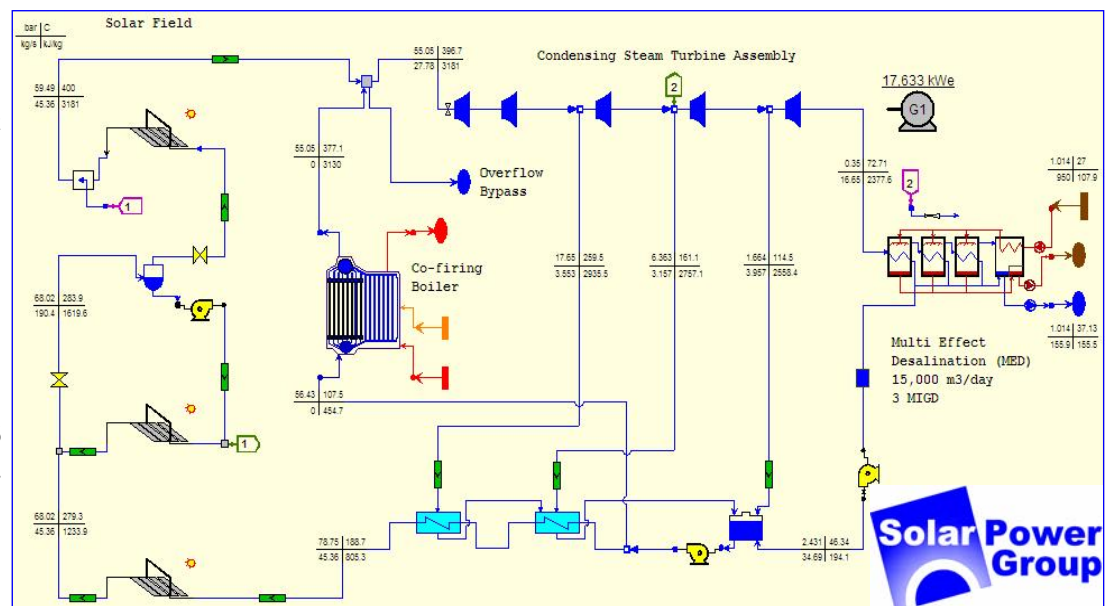 Solar Field
bar | C
kg/s | kJ/kg
59.49 | 400
45.36 | 3181
55.05 | 396.7
27.78 | 3181
Condensing Steam Turbine Assembly
2
17,633 kWe
G1
55.05 | 377.1
0 | 3130
Overflow
Bypass
1
0.35 | 72.71
16.65 | 2377.6
2
1.014 | 27
950 | 107.9
17.65 | 259.5
3.553 | 2935.5
6.363 | 161.1
3.157 | 2757.1
1.664 | 114.5
3.957 | 2558.4
Co-firing
Boiler
68.02 | 283.9
190.4 | 1619.6
1.014 | 37.13
155.9 | 155.5
Multi Effect
Desalination (MED)
15,000 m3/day
3 MIGD
56.43 | 107.5
0 | 454.7
1
68.02 | 279.3
45.36 | 1233.9
78.75 | 188.7
45.36 | 805.3
2.431 | 46.34
34.69 | 194.1
Solar Power
Group